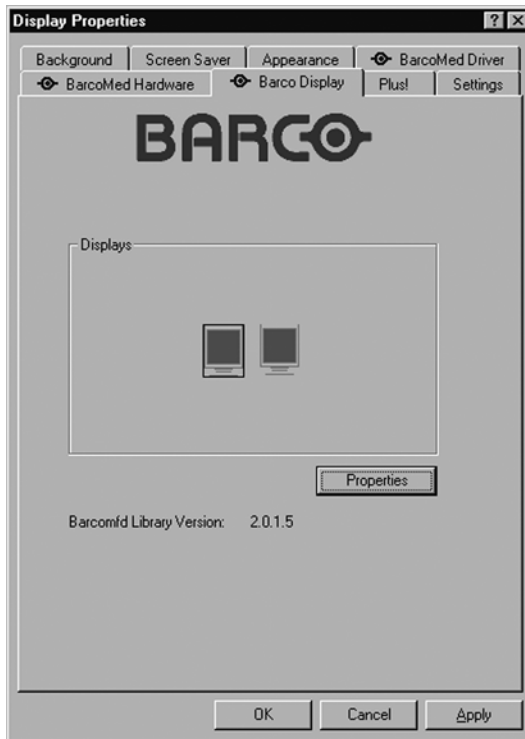 Display Properties
Background Screen Saver Appearance BarcoMed Driver
BarcoMed Hardware Barco Display Plus! Settings
BARCO
Displays
Properties
Barcomfd Library Version: 2.0.1.5
OK Cancel Apply